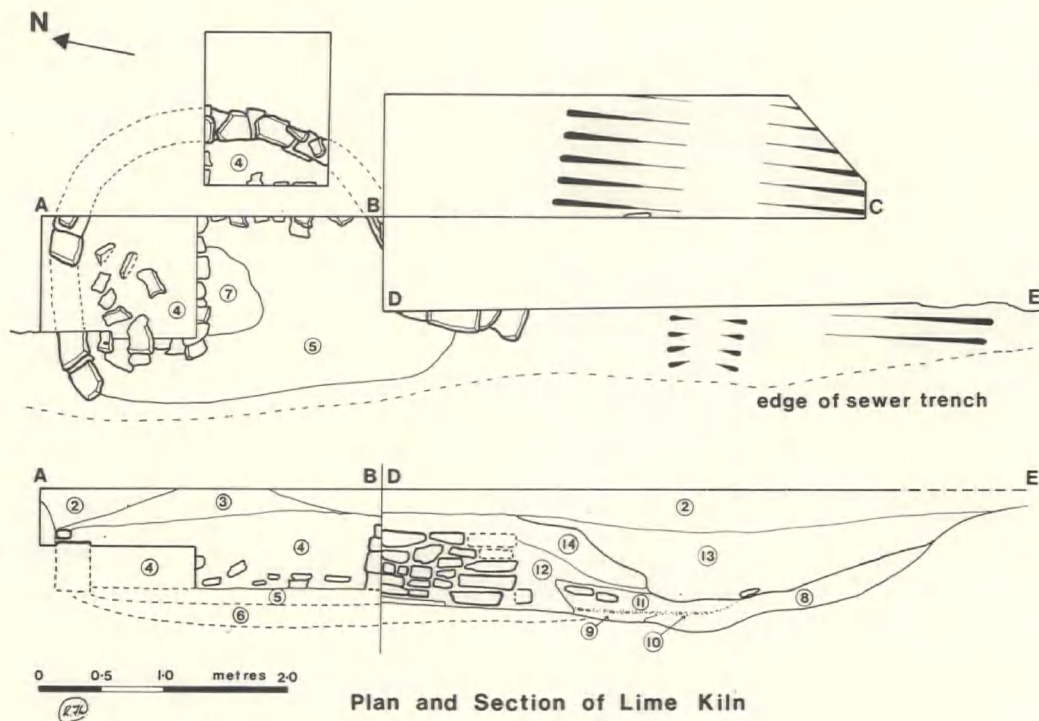 N
④
A
B
C
④
⑦
D
E
⑤
edge of sewer trench
A
B D
E
②
③
②
④
⑭
⑬
④
⑫
⑤
⑪
⑧
⑥
⑨
⑩
0 0·5 1·0 metres 2·0
Plan and Section of Lime Kiln